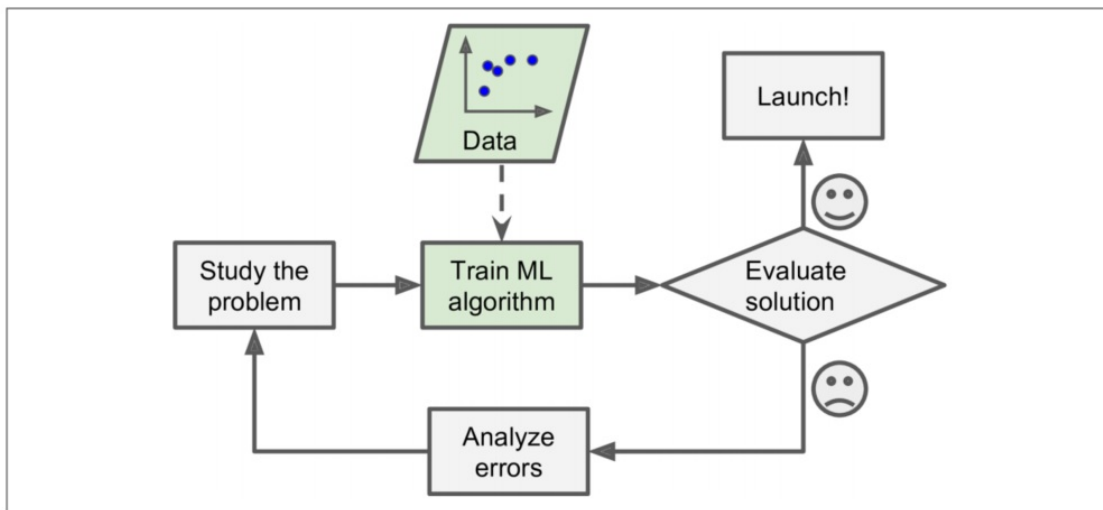 Data
Launch!
Study the
problem
Train ML
algorithm
Evaluate
solution
Analyze
errors